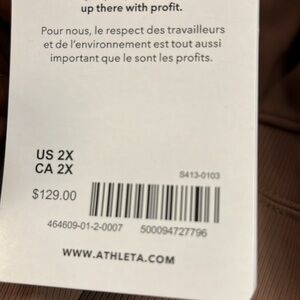 up there with profit.
Pour nous, le respect des travailleurs
et de l'environnement est tout aussi
important que le sont les profits.
US 2X
CA 2X
S413-0103
$129.00
464609-01-2-0007 500094727796
WWW.ATHLETA.COM